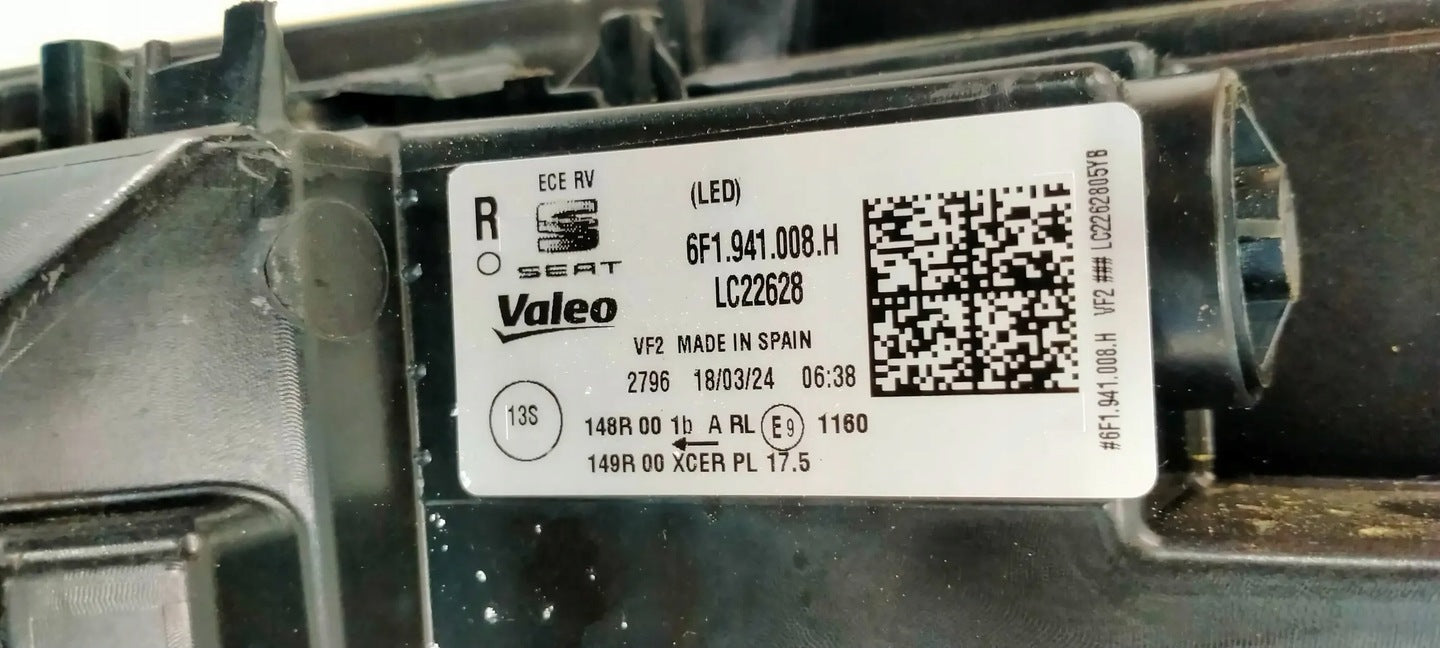 ECE RV
R
SEAT
Valeo
(LED)
6F1.941.008.H
LC22628
VF2 MADE IN SPAIN
2796 18/03/24 06:38
13S
148R 00 1b A RL E9 1160
149R 00 XCER PL 17.5
#6F1.941.008.H VF2 ### LC2262805YB